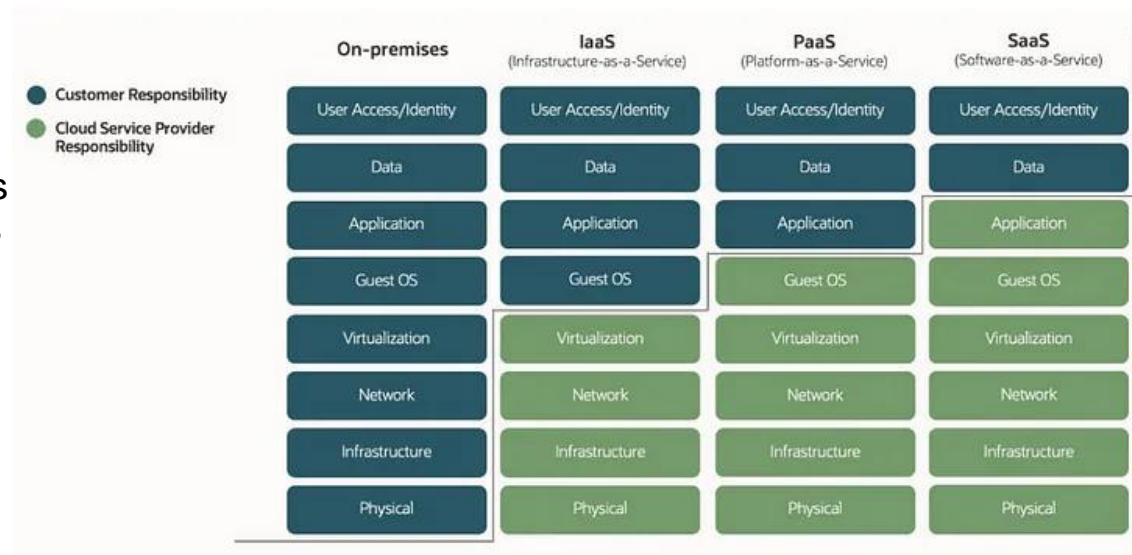 On-premises
IaaS
(Infrastructure-as-a-Service)
PaaS
(Platform-as-a-Service)
SaaS
(Software-as-a-Service)
Customer Responsibility
Cloud Service Provider
Responsibility
User Access/Identity
User Access/Identity
User Access/Identity
User Access/Identity
Data
Data
Data
Data
Application
Application
Application
Application
Guest OS
Guest OS
Guest OS
Guest OS
Virtualization
Virtualization
Virtualization
Virtualization
Network
Network
Network
Network
Infrastructure
Infrastructure
Infrastructure
Infrastructure
Physical
Physical
Physical
Physical